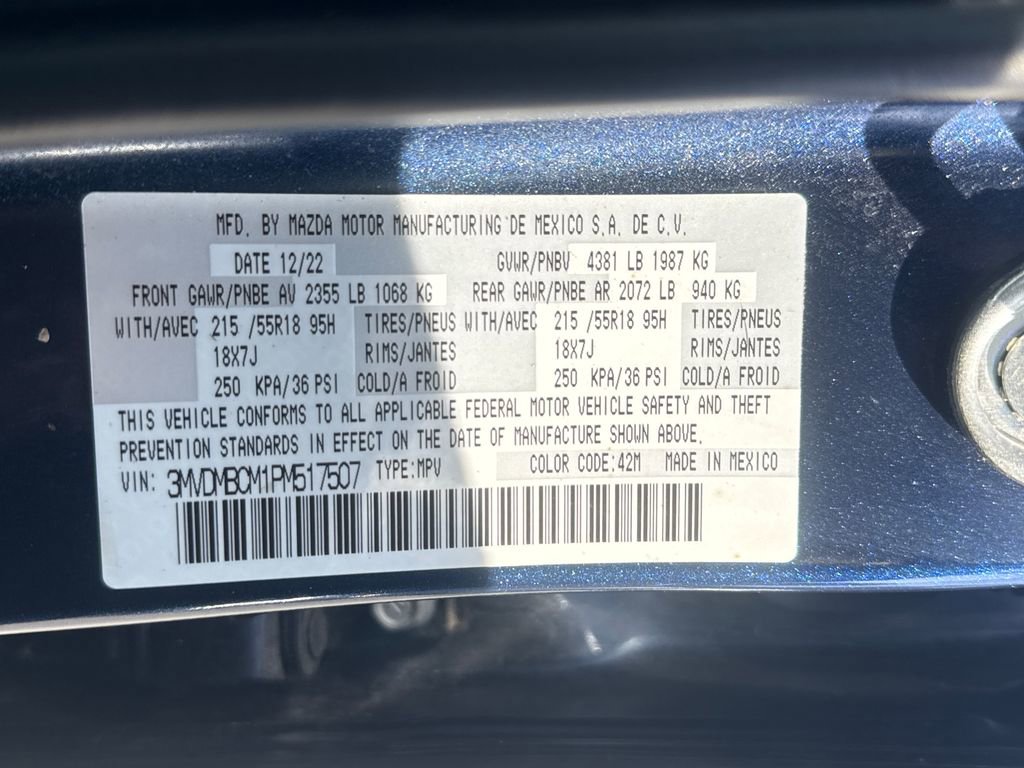 MFD. BY MAZDA MOTOR MANUFACTURING DE MEXICO S.A. DE C.V.
DATE 12/22 GVWR/PNBV 4381 LB 1987 KG
FRONT GAWR/PNBE AV 2355 LB 1068 KG REAR GAWR/PNBE AR 2072 LB 940 KG
WITH/AVEC 215 /55R18 95H TIRES/PNEUS WITH/AVEC 215 /55R18 95H TIRES/PNEUS
18X7J RIMS/JANTES 18X7J RIMS/JANTES
250 KPA/36 PSI COLD/A FROID 250 KPA/36 PSI COLD/A FROID
THIS VEHICLE CONFORMS TO ALL APPLICABLE FEDERAL MOTOR VEHICLE SAFETY AND THEFT
PREVENTION STANDARDS IN EFFECT ON THE DATE OF MANUFACTURE SHOWN ABOVE.
VIN: 3MVDMBCM1PM517507 TYPE:MPV COLOR CODE:42M MADE IN MEXICO